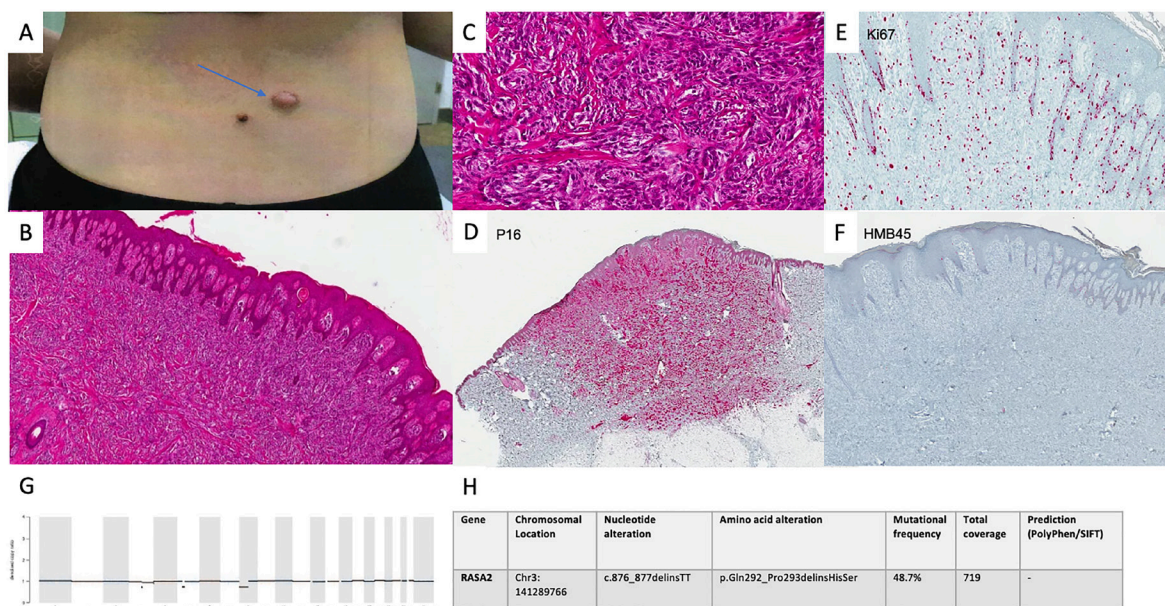 A
B
C
D P16
E Ki67
F HMB45
G
H
Gene Chromosomal Location Nucleotide alteration Amino acid alteration Mutational frequency Total coverage Prediction (PolyPhen/SIFT)
RASA2 Chr3: 141289766 c.876_877delinsTT p.Gln292_Pro293delinsHisSer 48.7% 719 -